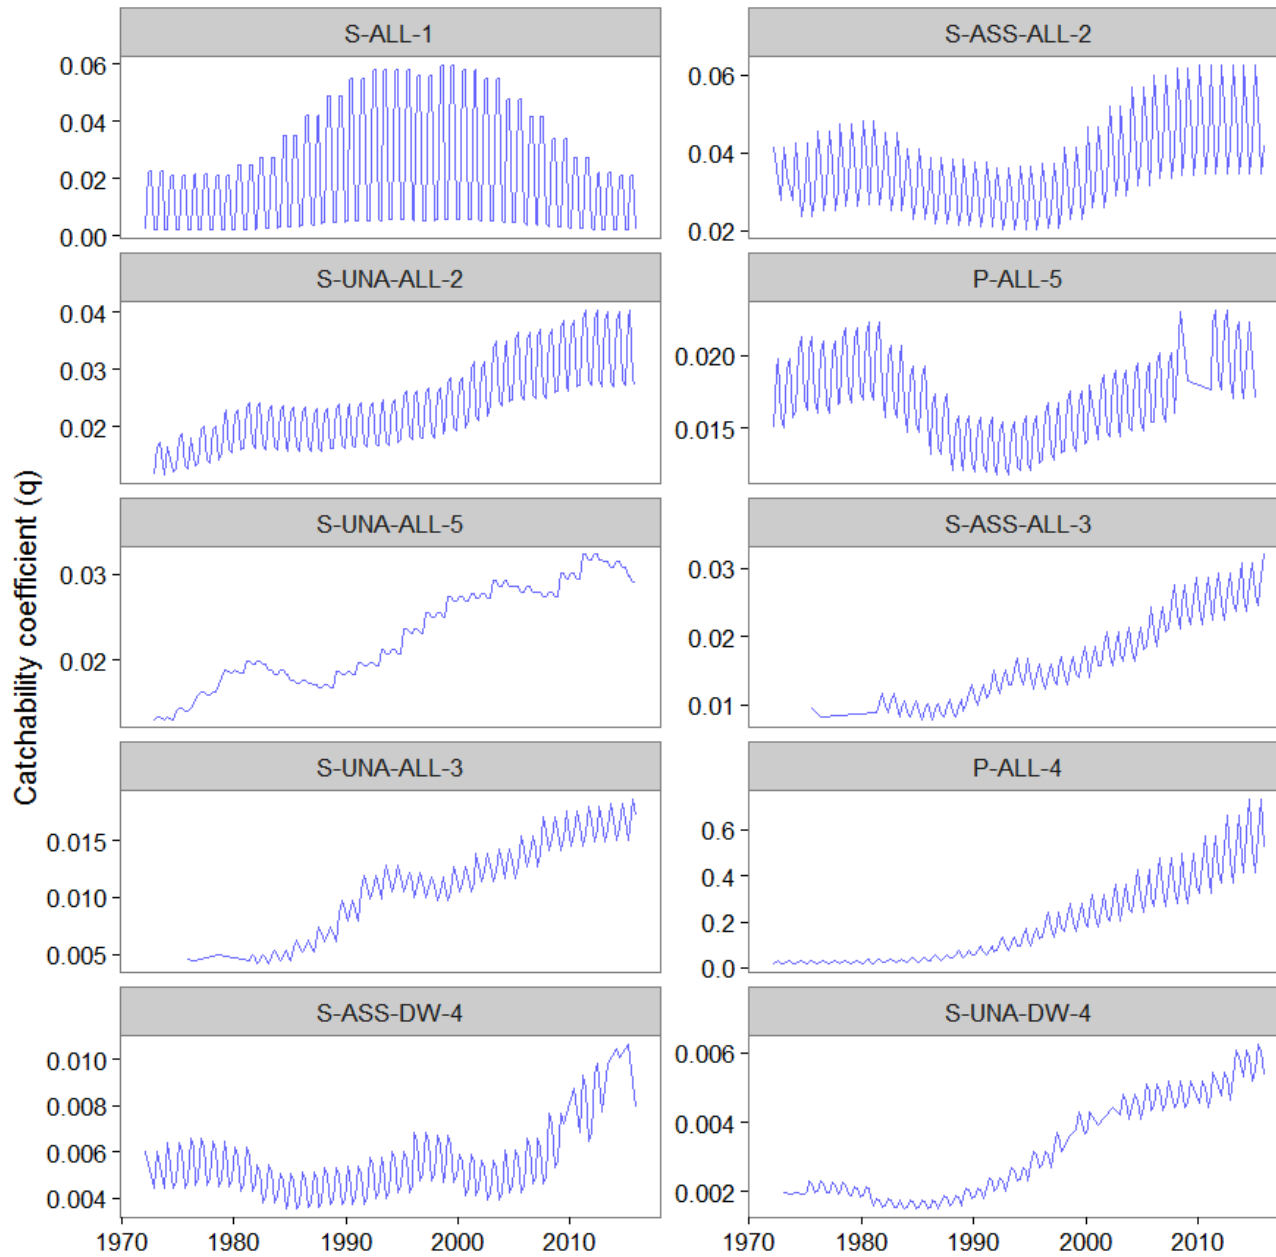 S-ALL-1
S-ASS-ALL-2
0.06
0.04
0.02
0.00
0.06
0.04
0.02
S-UNA-ALL-2
P-ALL-5
0.04
0.03
0.02
0.020
0.015
S-UNA-ALL-5
S-ASS-ALL-3
0.03
0.02
0.03
0.02
0.01
S-UNA-ALL-3
P-ALL-4
0.015
0.010
0.005
0.6
0.4
0.2
0.0
S-ASS-DW-4
S-UNA-DW-4
0.010
0.008
0.006
0.004
0.006
0.004
0.002
1970 1980 1990 2000 2010
1970 1980 1990 2000 2010
Catchability coefficient (q)